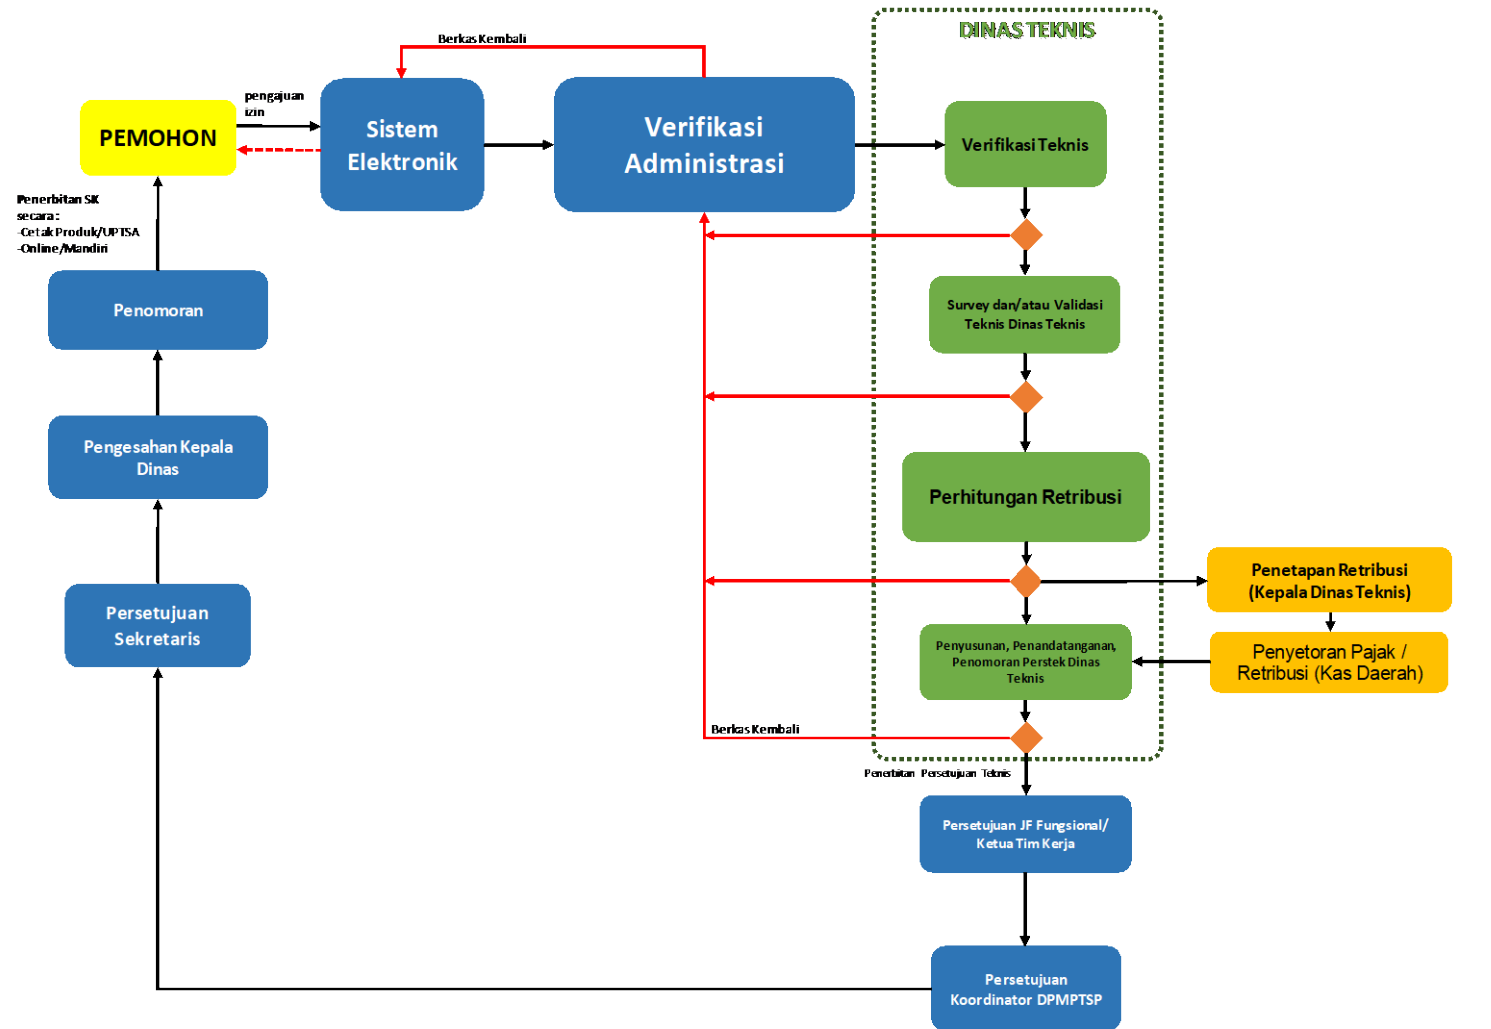 DINAS TEKNIS
Berkas Kembali
pengajuan
izin
PEMOHON
Sistem
Elektronik
Verifikasi
Administrasi
Verifikasi Teknis
Penerbitan SK
secara :
-Cetak Produk/UPTSA
-Online/Mandiri
Penomoran
Survey dan/atau Validasi
Teknis Dinas Teknis
Pengesahan Kepala
Dinas
Perhitungan Retribusi
Penetapan Retribusi
(Kepala Dinas Teknis)
Persetujuan
Sekretaris
Penyusunan, Penandatanganan,
Penomoran Perstek Dinas
Teknis
Penyetoran Pajak /
Retribusi (Kas Daerah)
Berkas Kembali
Penerbitan Persetujuan Teknis
Persetujuan JF Fungsional/
Ketua Tim Kerja
Persetujuan
Koordinator DPMPTSP